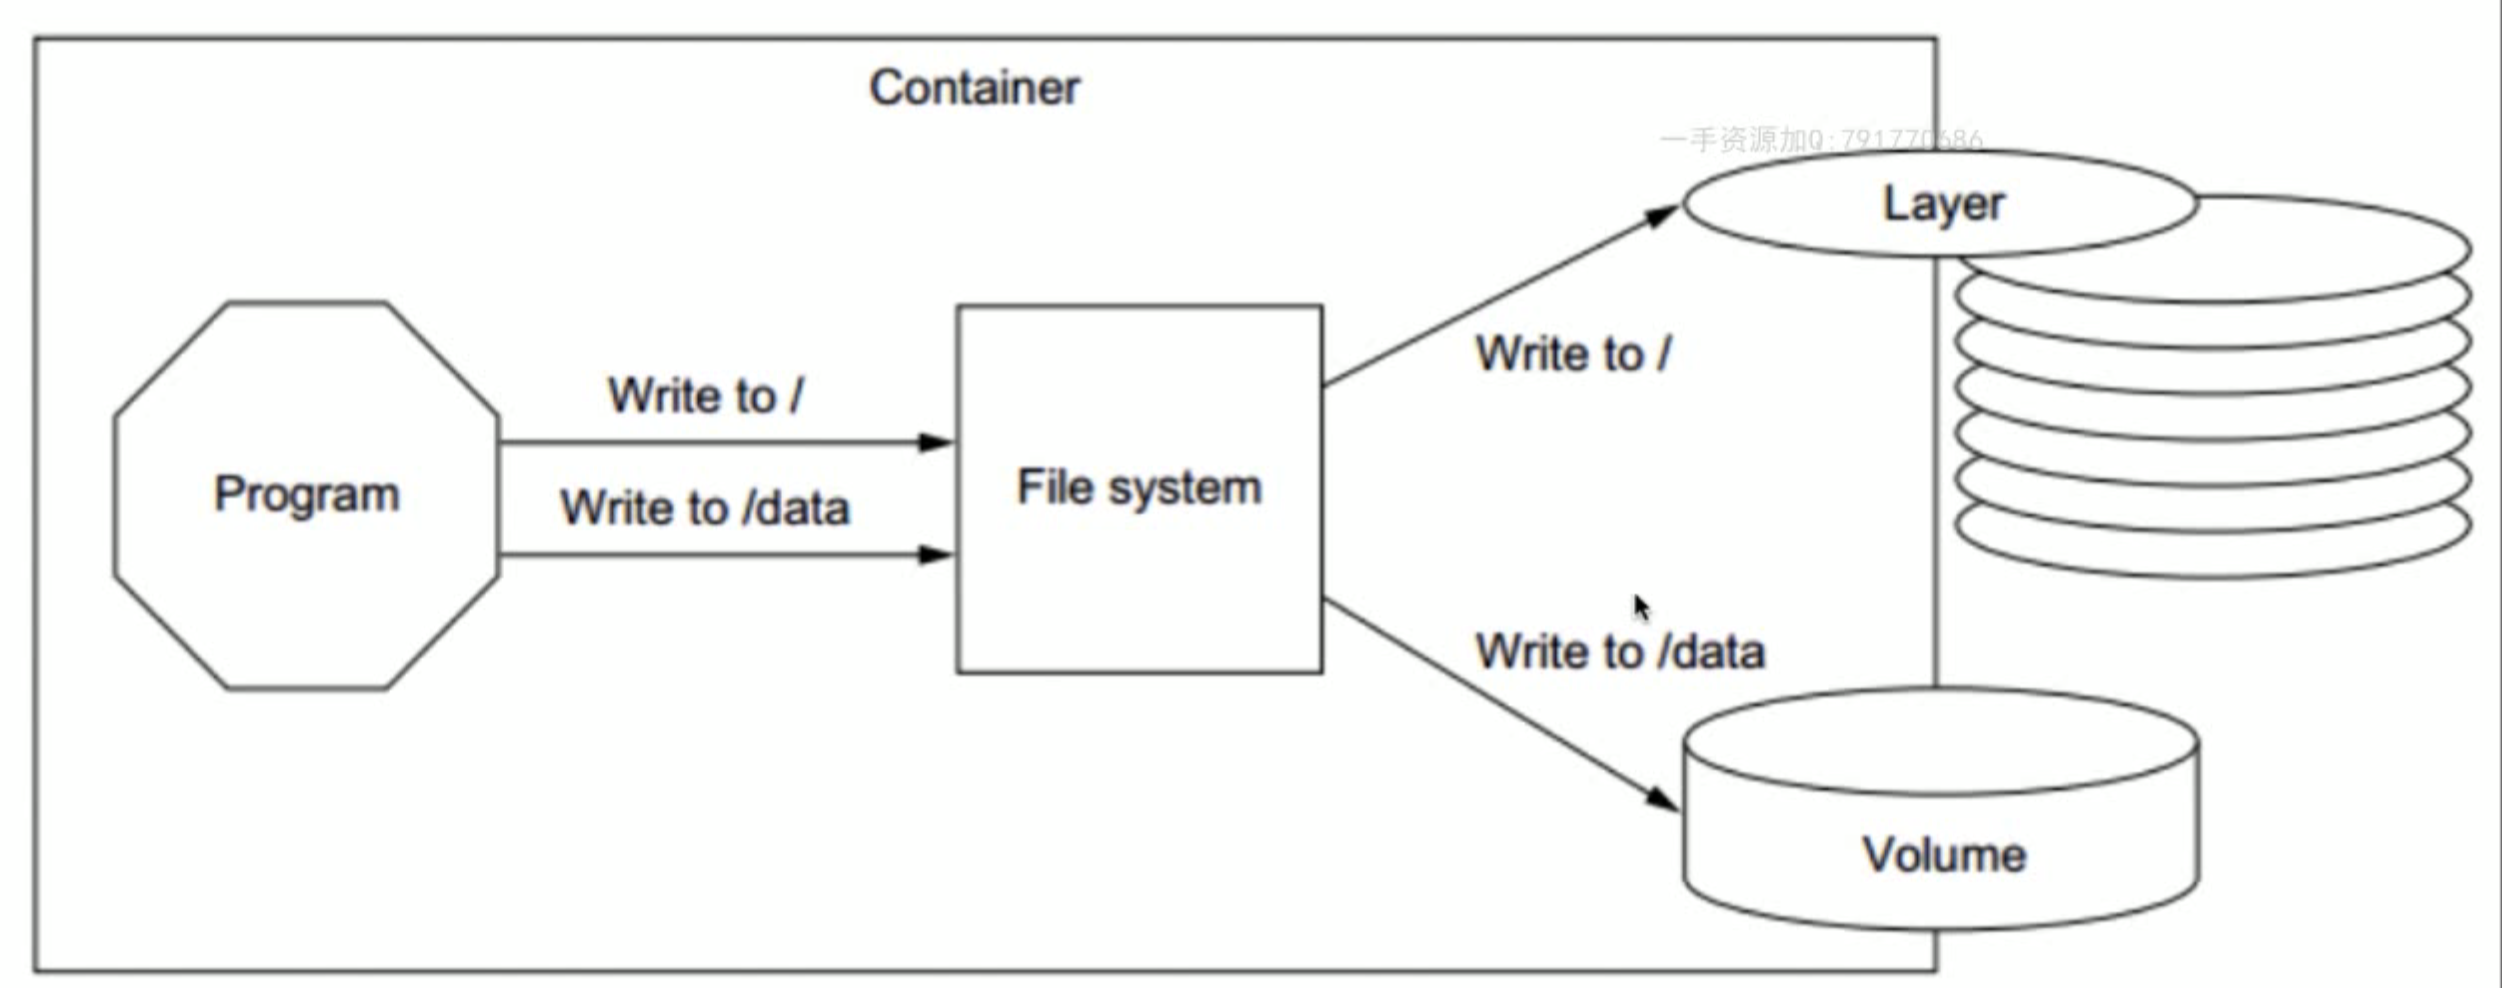 Container
一手资源加Q:791770686
Layer
Write to /
Write to /
Program
File system
Write to /data
Write to /data
Volume